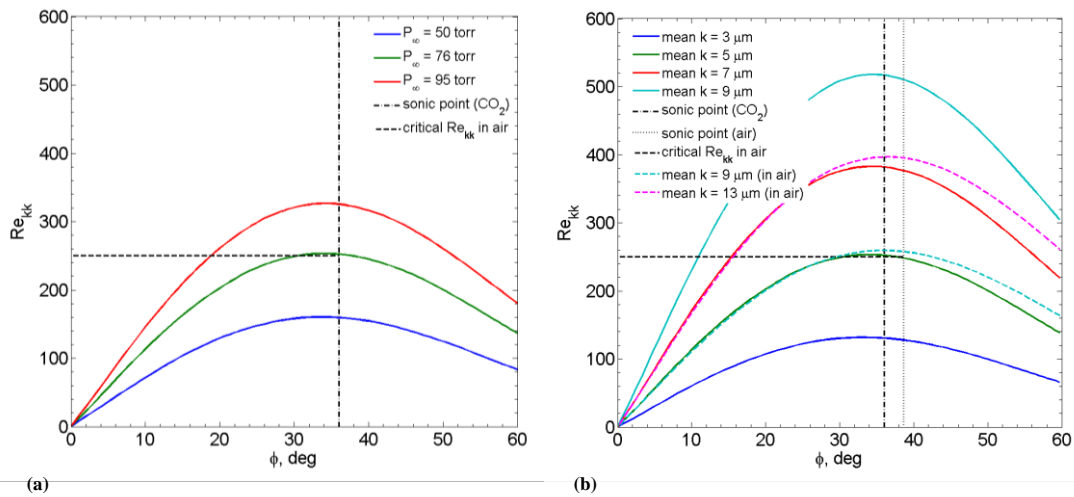 600
500
400
300
200
100
0
Re_kk
0 10 20 30 40 50 60
ϕ, deg
P_∞ = 50 torr
P_∞ = 76 torr
P_∞ = 95 torr
sonic point (CO₂)
critical Re_kk in air
(a)
600
500
400
300
200
100
0
Re_kk
0 10 20 30 40 50 60
ϕ, deg
mean k = 3 μm
mean k = 5 μm
mean k = 7 μm
mean k = 9 μm
sonic point (CO₂)
sonic point (air)
critical Re_kk in air
mean k = 9 μm (in air)
mean k = 13 μm (in air)
(b)